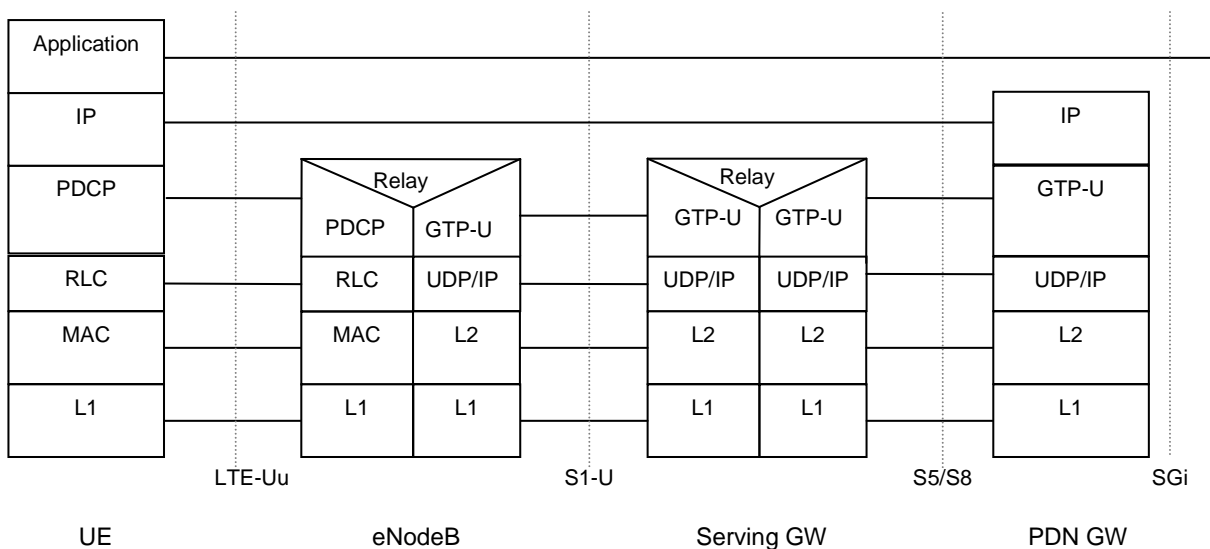 Application
IP
IP
PDCP
Relay
Relay
GTP-U
PDCP
GTP-U
GTP-U
GTP-U
RLC
RLC
UDP/IP
UDP/IP
UDP/IP
UDP/IP
MAC
MAC
L2
L2
L2
L2
L1
L1
L1
L1
L1
L1
LTE-Uu
S1-U
S5/S8
SGi
UE
eNodeB
Serving GW
PDN GW